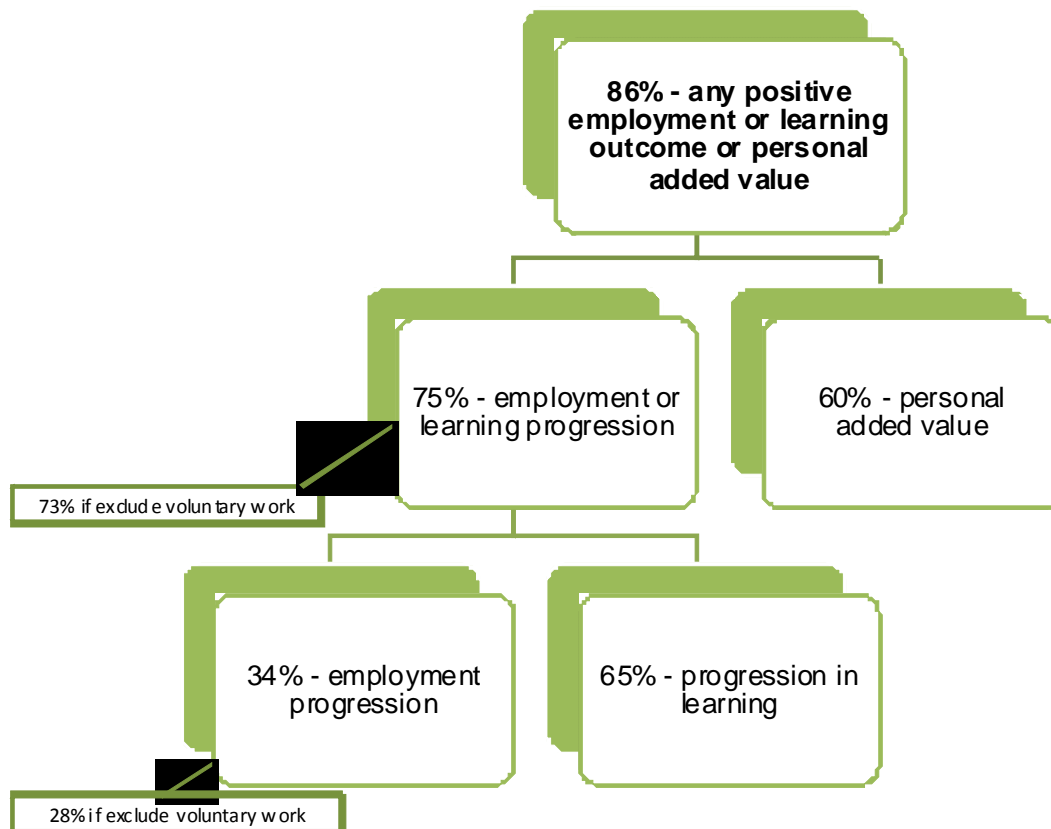 86% - any positive
employment or learning
outcome or personal
added value
75% - employment or
learning progression
60% - personal
added value
73% if exclude voluntary work
34% - employment
progression
65% - progression in
learning
28% if exclude voluntary work